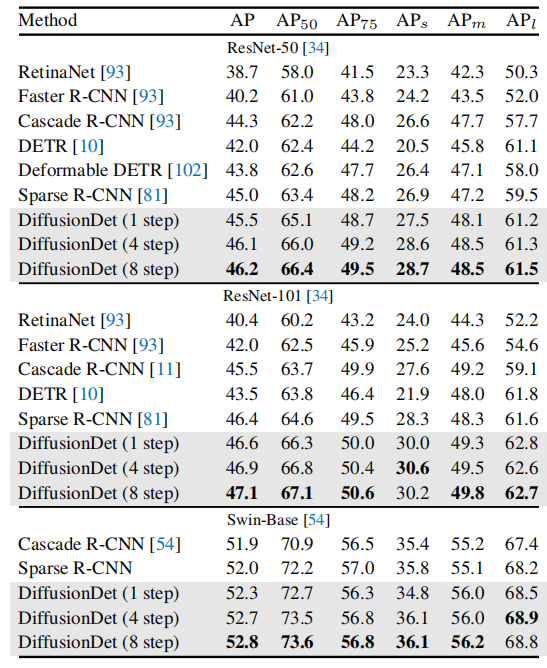 Method AP AP50 AP75 APs APm APl
ResNet-50 [34]
RetinaNet [93] 38.7 58.0 41.5 23.3 42.3 50.3
Faster R-CNN [93] 40.2 61.0 43.8 24.2 43.5 52.0
Cascade R-CNN [93] 44.3 62.2 48.0 26.6 47.7 57.7
DETR [10] 42.0 62.4 44.2 20.5 45.8 61.1
Deformable DETR [102] 43.8 62.6 47.7 26.4 47.1 58.0
Sparse R-CNN [81] 45.0 63.4 48.2 26.9 47.2 59.5
DiffusionDet (1 step) 45.5 65.1 48.7 27.5 48.1 61.2
DiffusionDet (4 step) 46.1 66.0 49.2 28.6 48.5 61.3
DiffusionDet (8 step) 46.2 66.4 49.5 28.7 48.5 61.5
ResNet-101 [34]
RetinaNet [93] 40.4 60.2 43.2 24.0 44.3 52.2
Faster R-CNN [93] 42.0 62.5 45.9 25.2 45.6 54.6
Cascade R-CNN [11] 45.5 63.7 49.9 27.6 49.2 59.1
DETR [10] 43.5 63.8 46.4 21.9 48.0 61.8
Sparse R-CNN [81] 46.4 64.6 49.5 28.3 48.3 61.6
DiffusionDet (1 step) 46.6 66.3 50.0 30.0 49.3 62.8
DiffusionDet (4 step) 46.9 66.8 50.4 30.6 49.5 62.6
DiffusionDet (8 step) 47.1 67.1 50.6 30.2 49.8 62.7
Swin-Base [54]
Cascade R-CNN [54] 51.9 70.9 56.5 35.4 55.2 67.4
Sparse R-CNN 52.0 72.2 57.0 35.8 55.1 68.2
DiffusionDet (1 step) 52.3 72.7 56.3 34.8 56.0 68.5
DiffusionDet (4 step) 52.7 73.5 56.8 36.1 56.0 68.9
DiffusionDet (8 step) 52.8 73.6 56.8 36.1 56.2 68.8